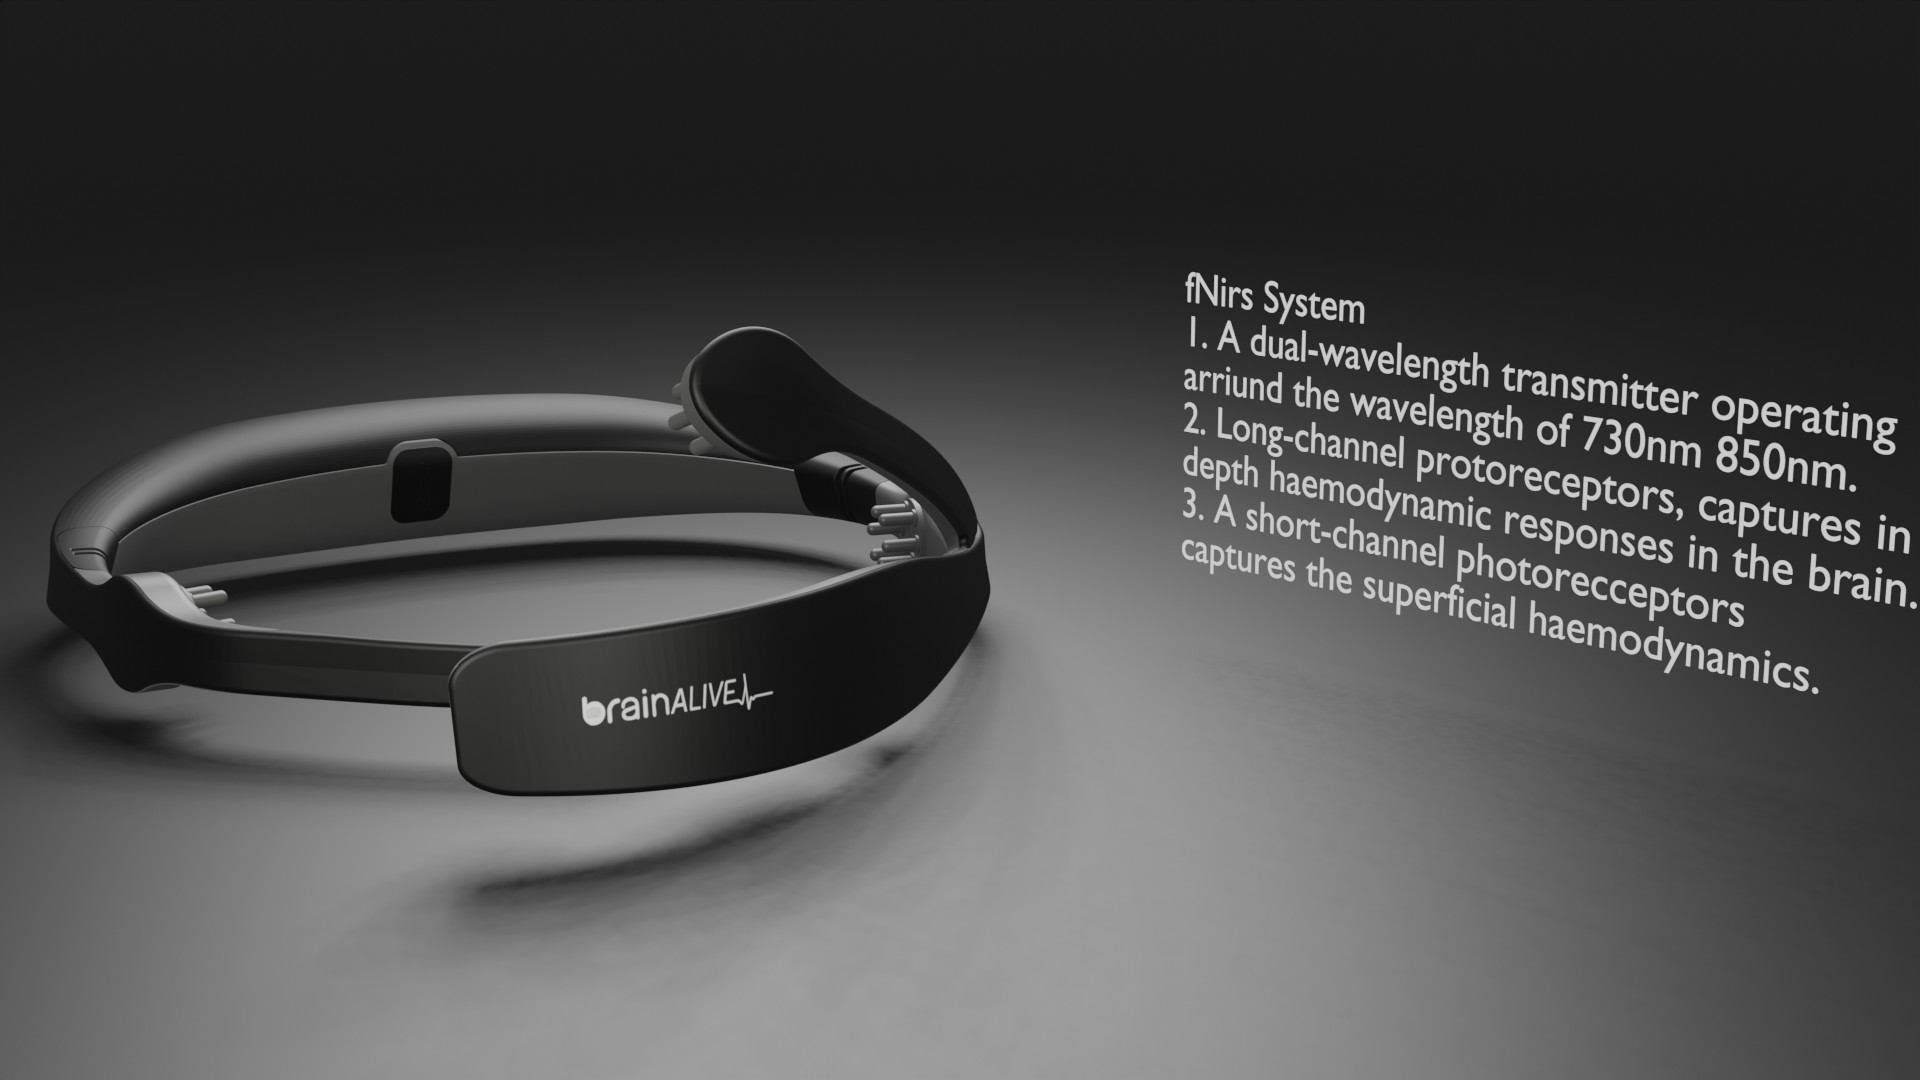 fNirs System
1. A dual-wavelength transmitter operating
arriund the wavelength of 730nm 850nm.
2. Long-channel protoreceptors, captures in
depth haemodynamic responses in the brain.
3. A short-channel photorecceptors
captures the superficial haemodynamics.
brainALIVE